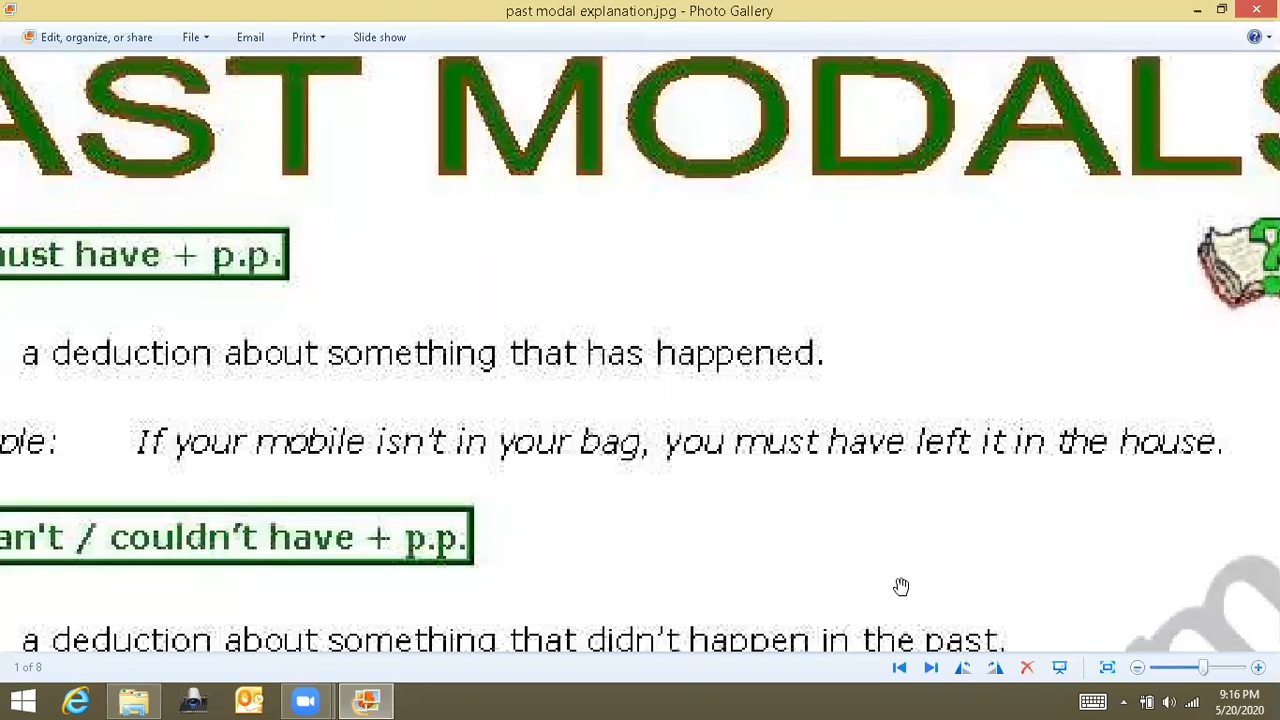 past modal explanation.jpg - Photo Gallery
Edit, organize, or share File Email Print Slide show
AST MODALS
ust have + p.p.
a deduction about something that has happened.
ple: If your mobile isn't in your bag, you must have left it in the house.
an't / couldn't have + p.p.
a deduction about something that didn't happen in the past.
1 of 8
9:16 PM
5/20/2020